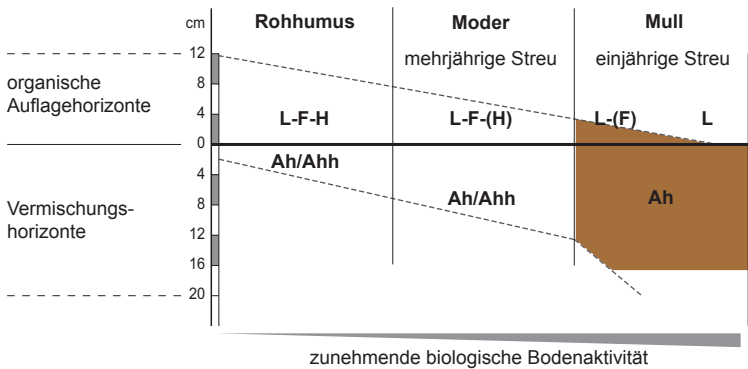 cm
Rohhumus
Moder
Mull
mehrjährige Streu
einjährige Streu
12
8
4
0
4
8
12
16
20
organische
Auflagehorizonte
L-F-H
L-F-(H)
L-(F)
L
Ah/Ahh
Ah/Ahh
Ah
Vermischungs-
horizonte
zunehmende biologische Bodenaktivität